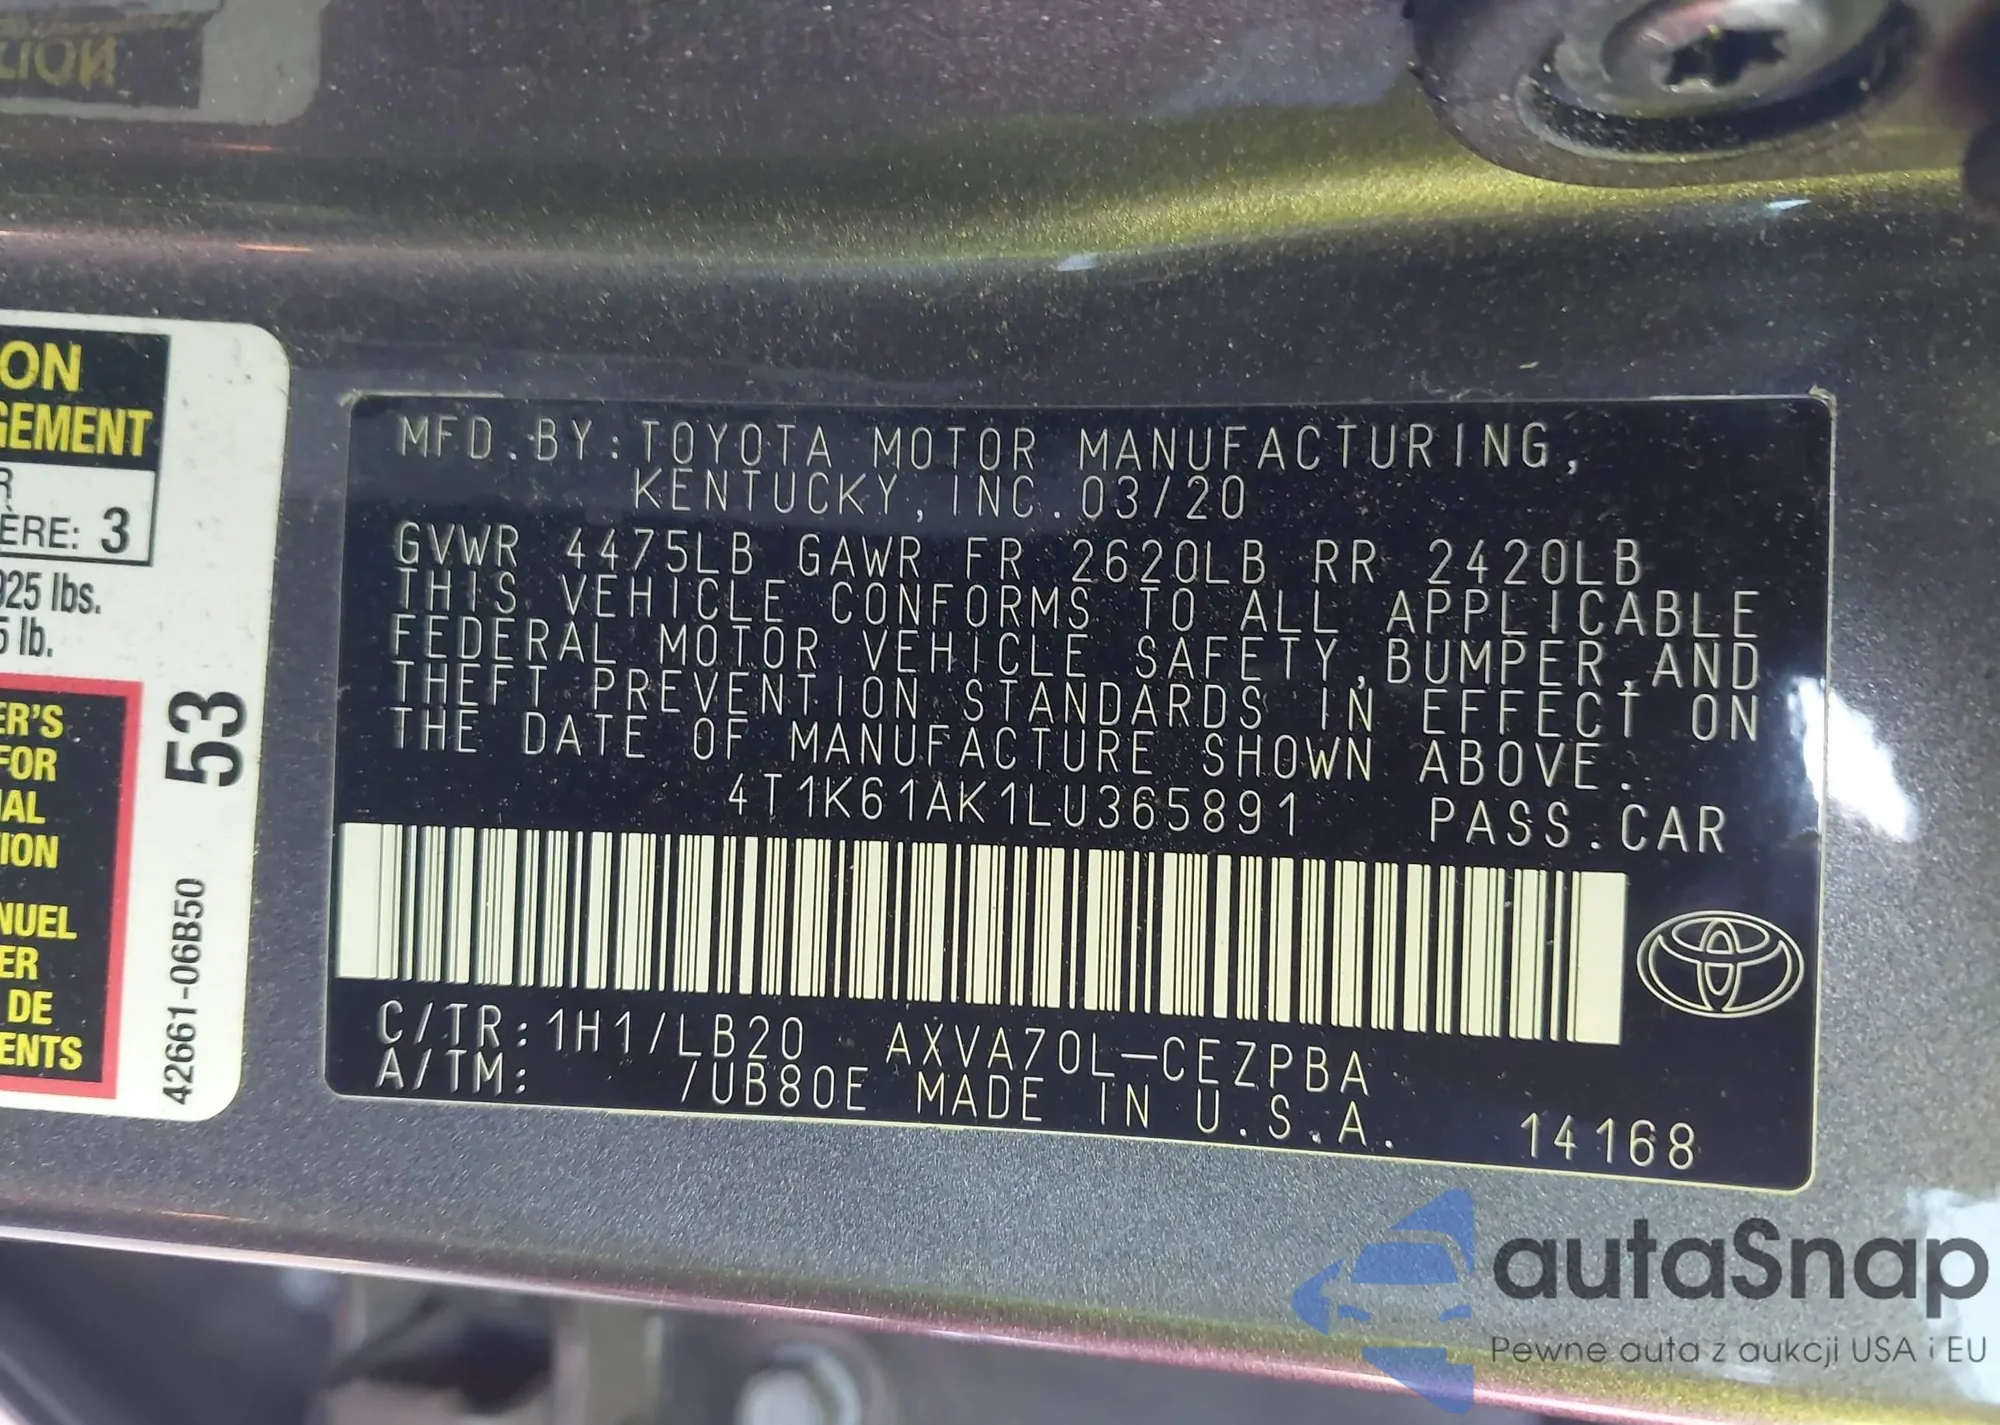 ON
GEMENT
R
ÈRE: 3
925 lbs.
5 lb.
ER'S
FOR
IAL
ION
NUEL
ER
DE
ENTS
53
42661-06B50
MFD.BY:TOYOTA MOTOR MANUFACTURING,
KENTUCKY,INC.03/20
GVWR 4475LB GAWR FR 2620LB RR 2420LB
THIS VEHICLE CONFORMS TO ALL APPLICABLE
FEDERAL MOTOR VEHICLE SAFETY,BUMPER,AND
THEFT PREVENTION STANDARDS IN EFFECT ON
THE DATE OF MANUFACTURE SHOWN ABOVE.
4T1K61AK1LU365891 PASS.CAR
C/TR:1H1/LB20 AXVA70L-CEZPBA
A/TM: /UB80E MADE IN U.S.A.
14168
autaSnap
Pewne auta z aukcji USA i EU